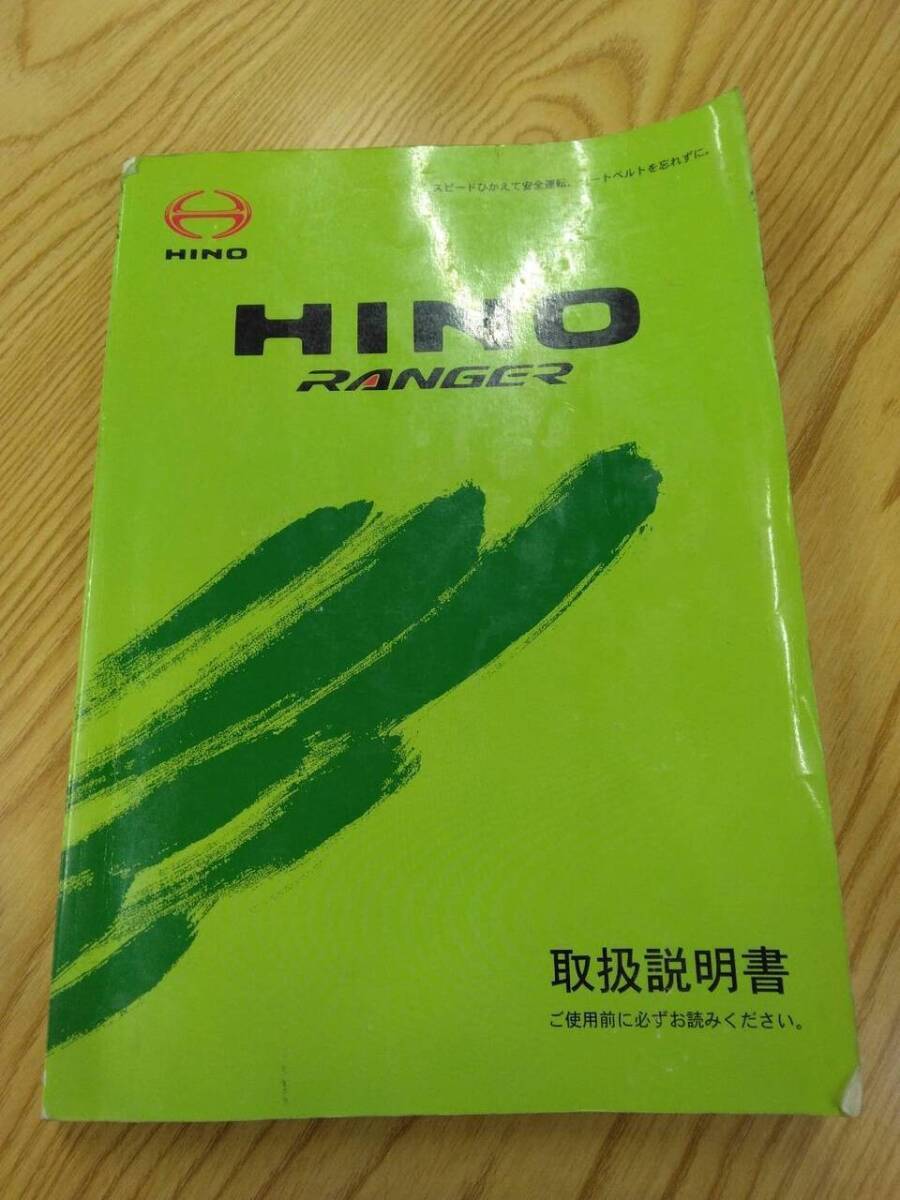 スピードひかえて安全運転、シートベルトを忘れずに。
HINO
HINO
RANGER
取扱説明書
ご使用前に必ずお読みください。